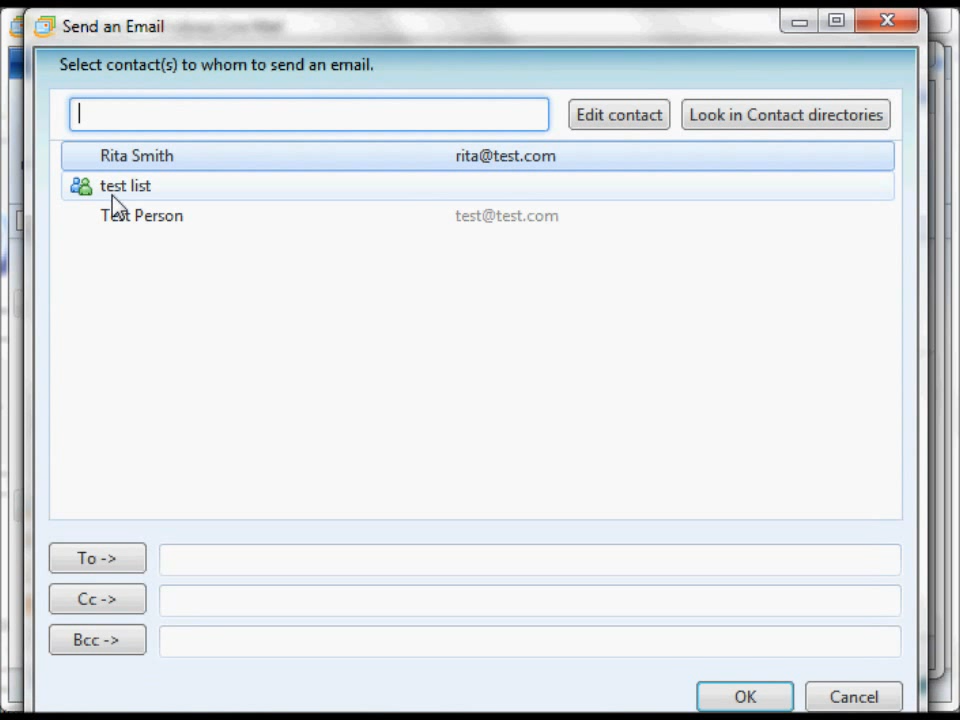 Send an Email
Select contact(s) to whom to send an email.
Edit contact
Look in Contact directories
Rita Smith rita@test.com
test list
Test Person test@test.com
To ->
Cc ->
Bcc ->
OK
Cancel